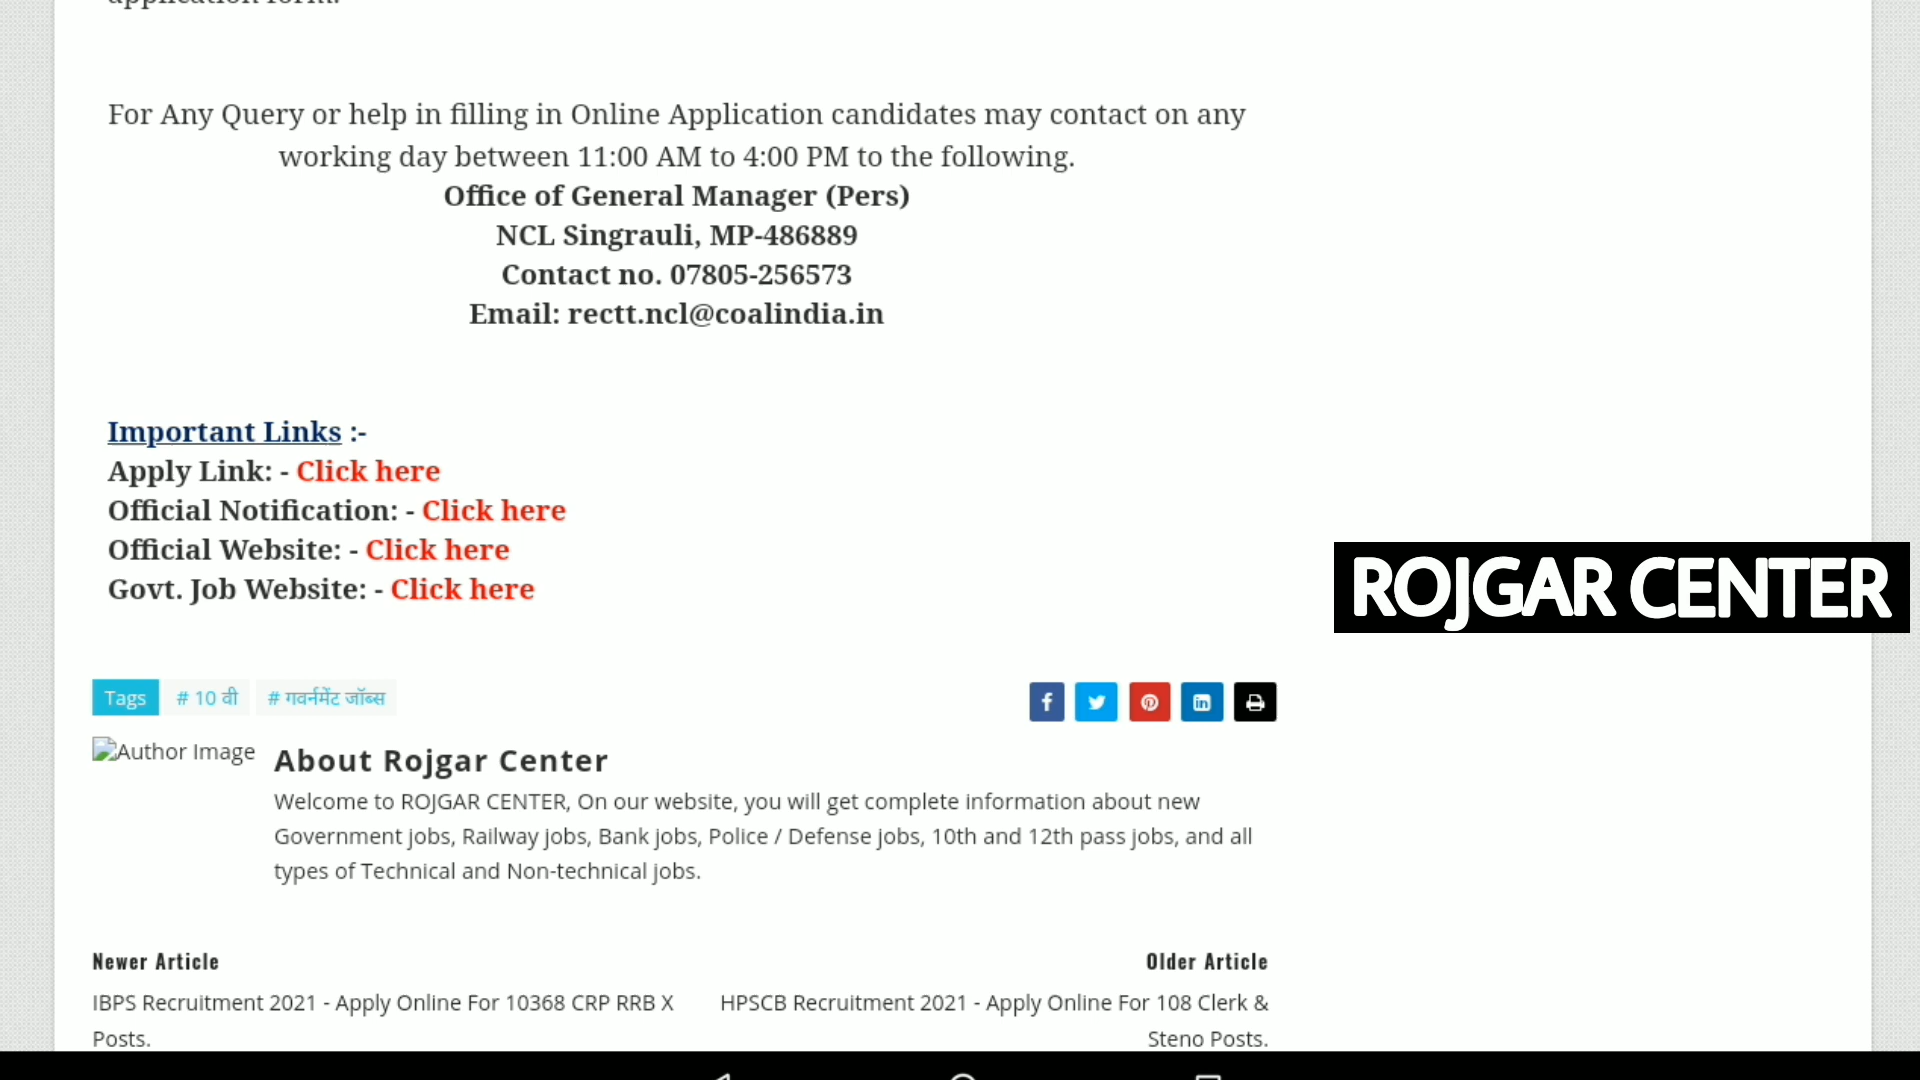 application form.
For Any Query or help in filling in Online Application candidates may contact on any
working day between 11:00 AM to 4:00 PM to the following.
Office of General Manager (Pers)
NCL Singrauli, MP-486889
Contact no. 07805-256573
Email: rectt.ncl@coalindia.in
Important Links :-
Apply Link: - Click here
Official Notification: - Click here
Official Website: - Click here
Govt. Job Website: - Click here
ROJGAR CENTER
Tags # 10 वी # गवर्नमेंट जॉब्स
Author Image
About Rojgar Center
Welcome to ROJGAR CENTER, On our website, you will get complete information about new
Government jobs, Railway jobs, Bank jobs, Police / Defense jobs, 10th and 12th pass jobs, and all
types of Technical and Non-technical jobs.
Newer Article
IBPS Recruitment 2021 - Apply Online For 10368 CRP RRB X
Posts.
Older Article
HPSCB Recruitment 2021 - Apply Online For 108 Clerk &
Steno Posts.